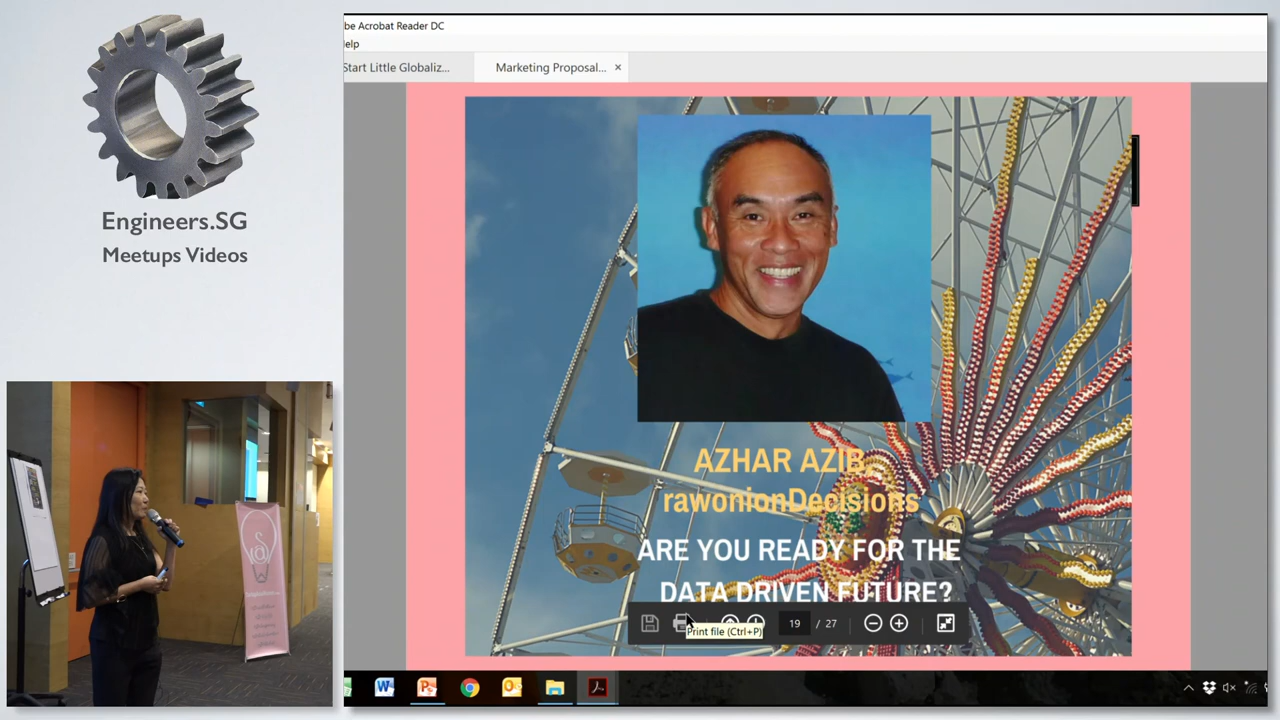 Engineers.SG
Meetups Videos
be Acrobat Reader DC
elp
Start Little Globaliz...
Marketing Proposal... ×
AZHAR AZIB,
rawonionDecisions
ARE YOU READY FOR THE
DATA DRIVEN FUTURE?
19 / 27
Print file (Ctrl+P)